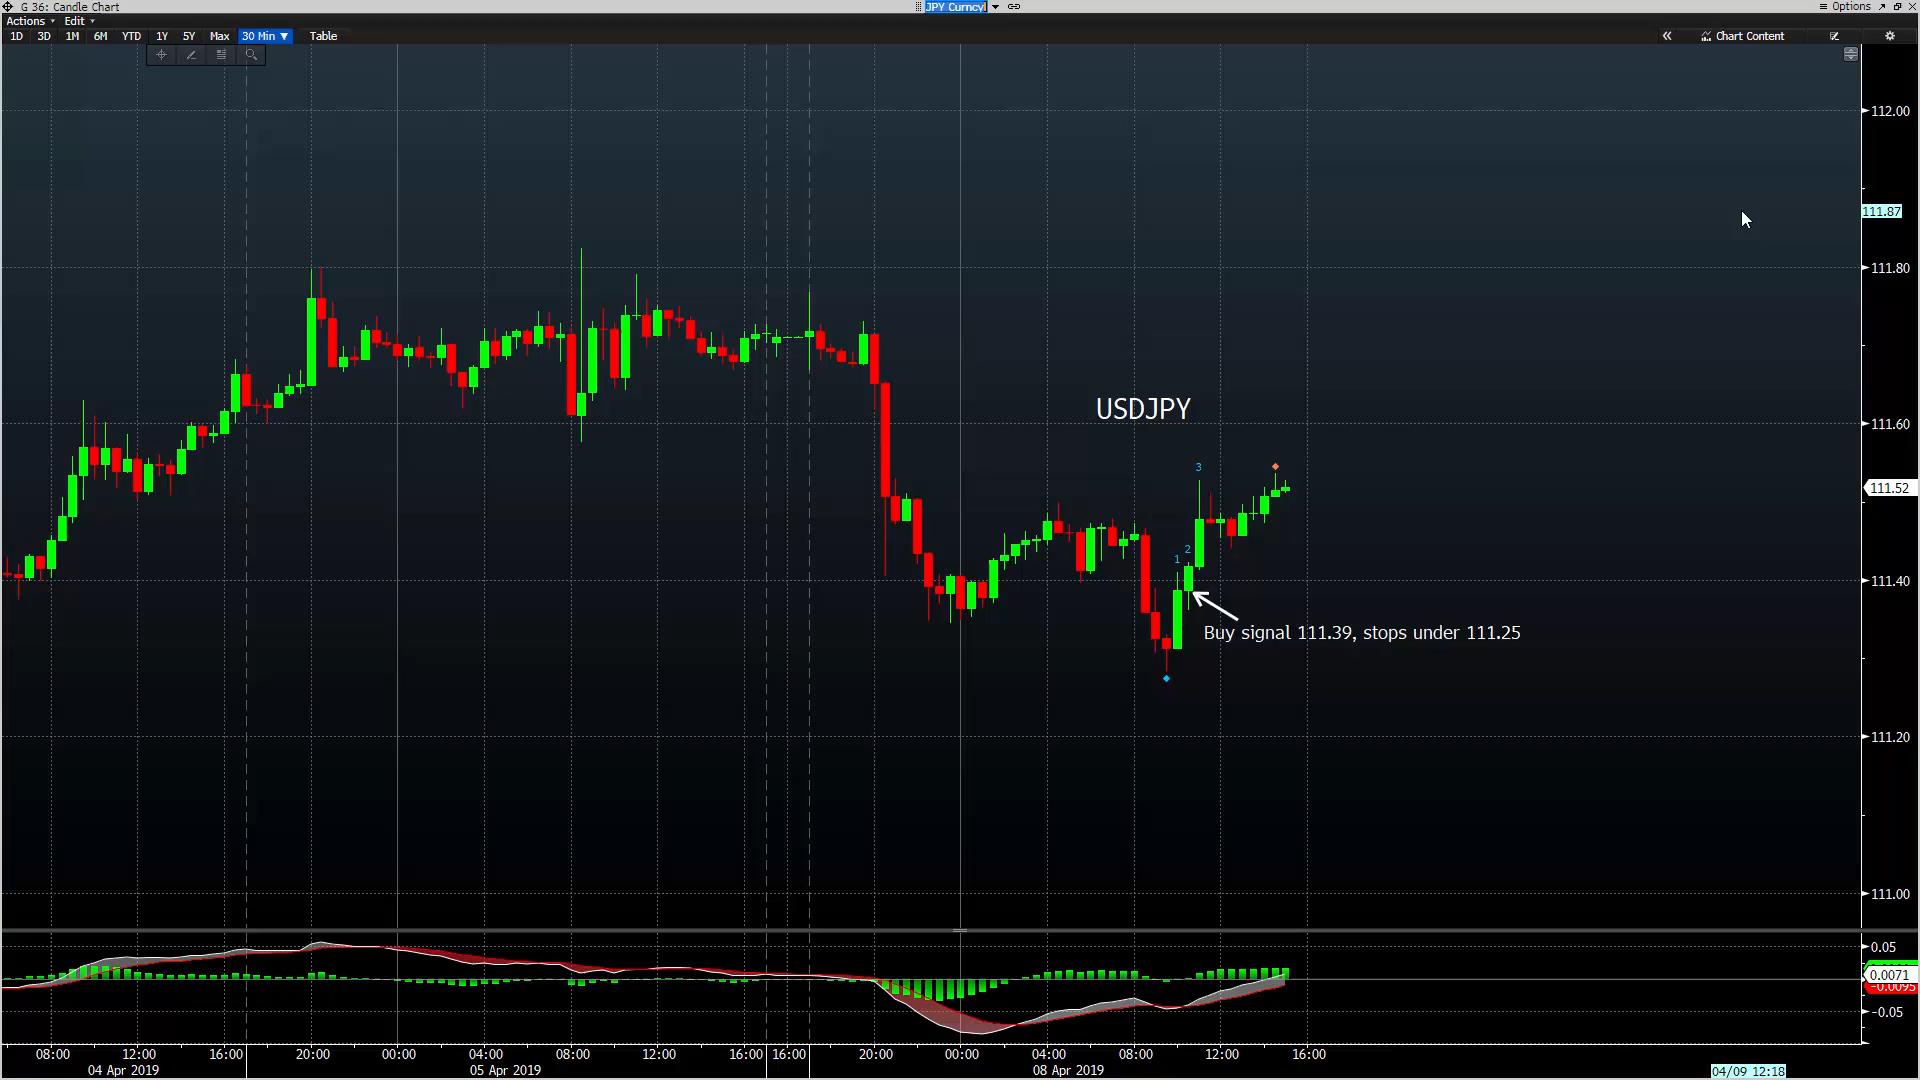 G 36: Candle Chart
JPY Curncy
Options
Actions
Edit
1D 3D 1M 6M YTD 1Y 5Y Max 30 Min ▼ Table
« Chart Content
112.00
111.87
111.80
111.60
111.52
111.40
111.20
111.00
USDJPY
3
2
1
Buy signal 111.39, stops under 111.25
0.05
0.0071
-0.0095
-0.05
08:00 12:00 16:00 20:00 00:00 04:00 08:00 12:00 16:00 16:00 20:00 00:00 04:00 08:00 12:00 16:00
04 Apr 2019 05 Apr 2019 08 Apr 2019
04/09 12:18